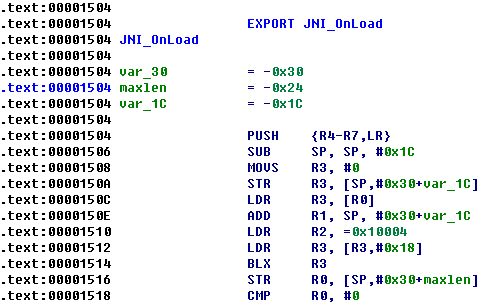 .text:00001504
.text:00001504 EXPORT JNI_OnLoad
.text:00001504 JNI_OnLoad
.text:00001504
.text:00001504 var_30 = -0x30
.text:00001504 maxlen = -0x24
.text:00001504 var_1C = -0x1C
.text:00001504
.text:00001504 PUSH {R4-R7,LR}
.text:00001506 SUB SP, SP, #0x1C
.text:00001508 MOVS R3, #0
.text:0000150A STR R3, [SP,#0x30+var_1C]
.text:0000150C LDR R3, [R0]
.text:0000150E ADD R1, SP, #0x30+var_1C
.text:00001510 LDR R2, =0x10004
.text:00001512 LDR R3, [R3,#0x18]
.text:00001514 BLX R3
.text:00001516 STR R0, [SP,#0x30+maxlen]
.text:00001518 CMP R0, #0